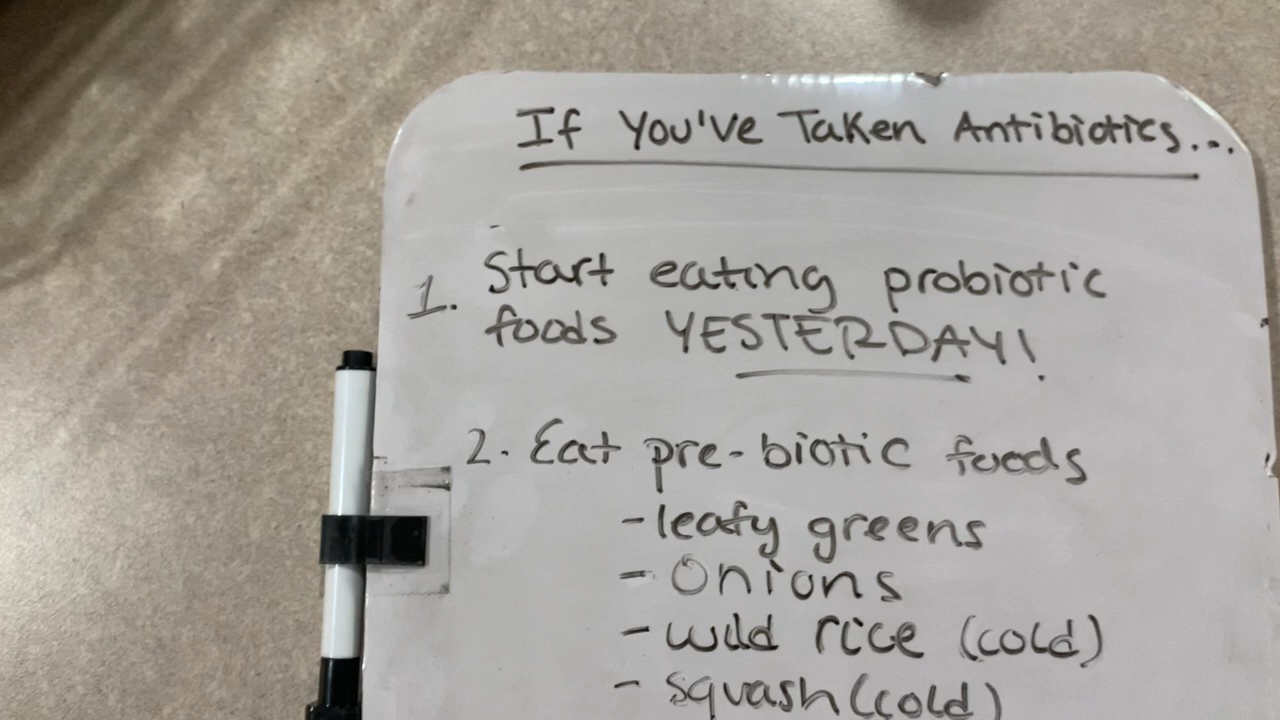 If You've Taken Antibiotics...
1. Start eating probiotic
foods YESTERDAY!
2. Eat pre-biotic foods
- leafy greens
- Onions
- wild rice (cold)
- squash (cold)